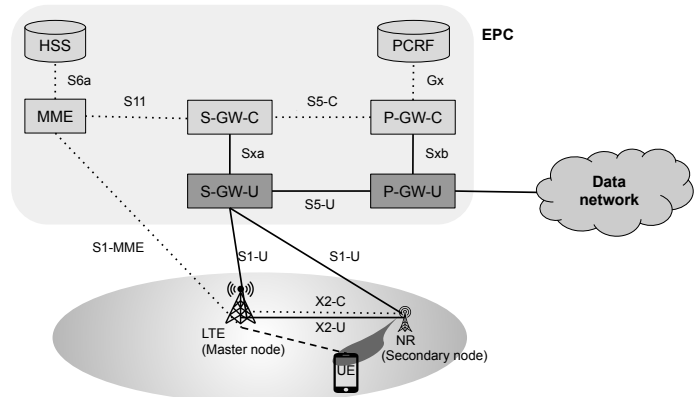 HSS
PCRF
EPC
S6a
Gx
MME
S11
S-GW-C
S5-C
P-GW-C
Sxa
Sxb
S-GW-U
S5-U
P-GW-U
Data
network
S1-MME
S1-U
S1-U
X2-C
X2-U
LTE
(Master node)
NR
(Secondary node)
UE